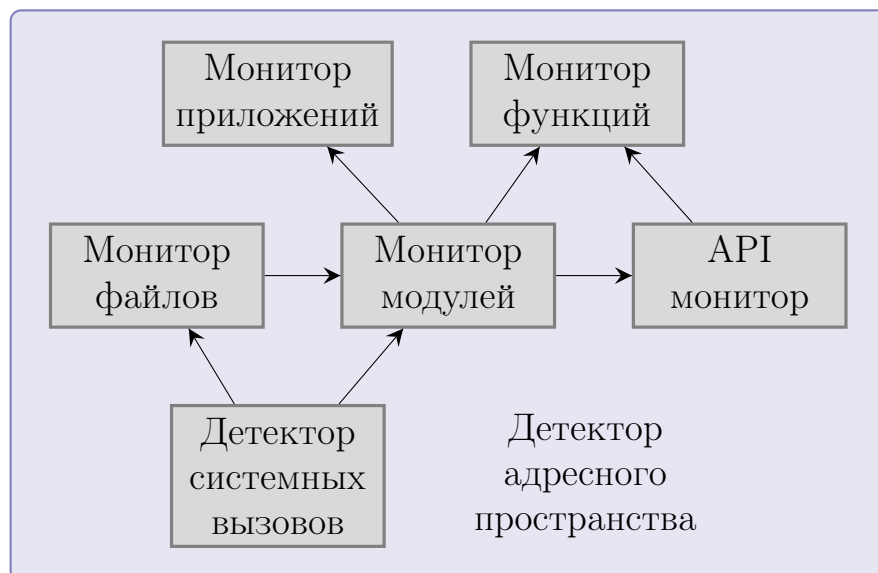 Монитор
приложений
Монитор
функций
Монитор
файлов
Монитор
модулей
API
монитор
Детектор
системных
вызовов
Детектор
адресного
пространства